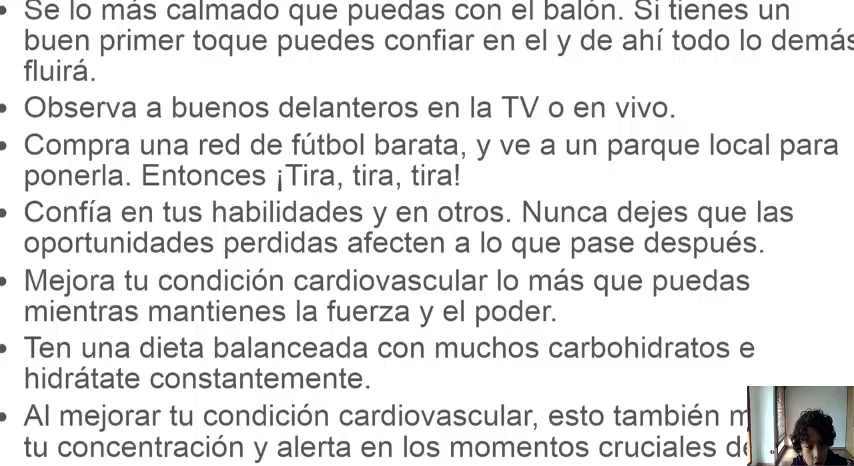 Se lo más calmado que puedas con el balón. Si tienes un
buen primer toque puedes confiar en el y de ahí todo lo demás
fluirá.
Observa a buenos delanteros en la TV o en vivo.
Compra una red de fútbol barata, y ve a un parque local para
ponerla. Entonces ¡Tira, tira, tira!
Confía en tus habilidades y en otros. Nunca dejes que las
oportunidades perdidas afecten a lo que pase después.
Mejora tu condición cardiovascular lo más que puedas
mientras mantienes la fuerza y el poder.
Ten una dieta balanceada con muchos carbohidratos e
hidrátate constantemente.
Al mejorar tu condición cardiovascular, esto también
tu concentración y alerta en los momentos cruciales